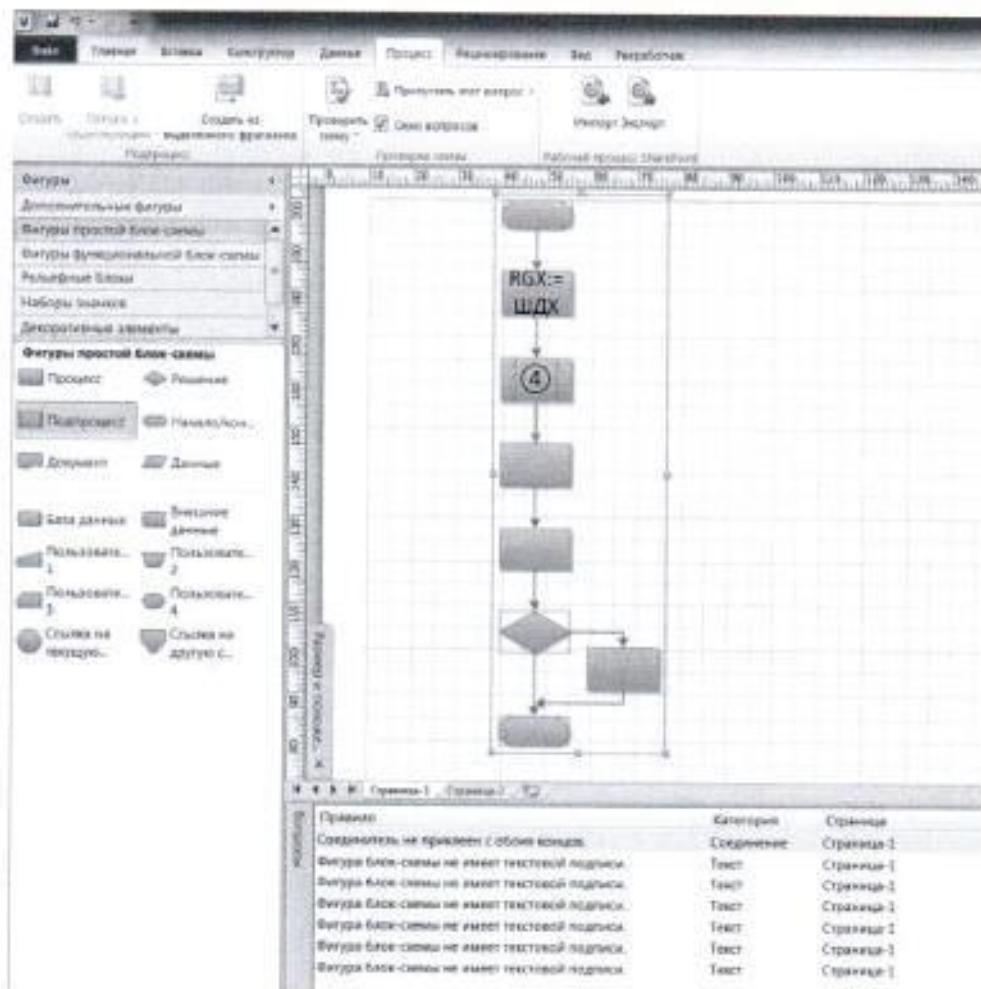 Файл Главная Вставка Конструктор Данные Процесс Рецензирование Вид Разработчик
Пропустить этот вопрос
Создать Создать из Проверить Окно вопросов Импорт Экспорт
выделенного фрагмента схему
Подпроцесс Проверка схемы Рабочий процесс SharePoint
Фигуры
Дополнительные фигуры
Фигуры простой блок-схемы
Фигуры функциональной блок-схемы
Рельефные блоки
Наборы значков
Декоративные элементы
Фигуры простой блок-схемы
Процесс Решение
Подпроцесс Начало/кон...
Документ Данные
База данных Внешние данные
Пользовате... 1 Пользовате... 2
Пользовате... 3 Пользовате... 4
Ссылка на текущую... Ссылка на другую с...
RGX:=
ШДХ
4
Страница-1 Страница-2
Вопросы
Правило Категория Страница
Соединитель не приклеен с обоих концов. Соединение Страница-1
Фигура блок-схемы не имеет текстовой подписи. Текст Страница-1
Фигура блок-схемы не имеет текстовой подписи. Текст Страница-1
Фигура блок-схемы не имеет текстовой подписи. Текст Страница-1
Фигура блок-схемы не имеет текстовой подписи. Текст Страница-1
Фигура блок-схемы не имеет текстовой подписи. Текст Страница-1
Фигура блок-схемы не имеет текстовой подписи. Текст Страница-1